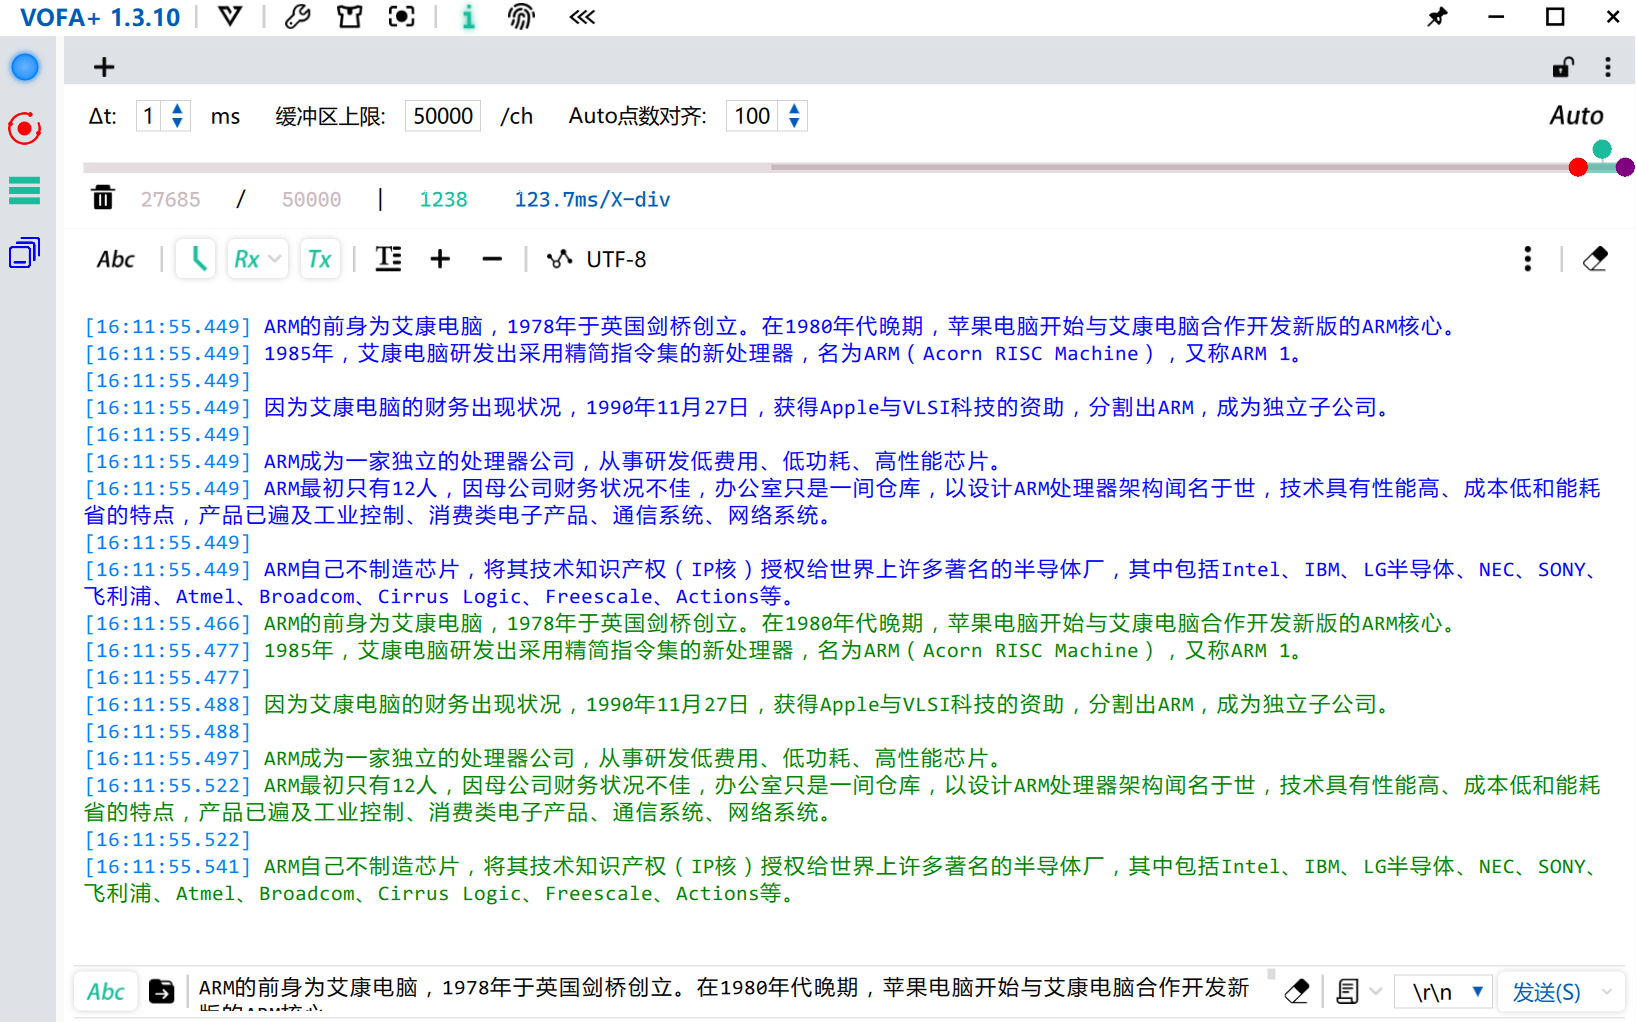 VOFA+ 1.3.10
Δt: 1 ms 缓冲区上限: 50000 /ch Auto点数对齐: 100 Auto
27685 / 50000 | 1238 123.7ms/X-div
Abc Rx Tx UTF-8
[16:11:55.449] ARM的前身为艾康电脑，1978年于英国剑桥创立。在1980年代晚期，苹果电脑开始与艾康电脑合作开发新版的ARM核心。
[16:11:55.449] 1985年，艾康电脑研发出采用精简指令集的新处理器，名为ARM（Acorn RISC Machine），又称ARM 1。
[16:11:55.449]
[16:11:55.449] 因为艾康电脑的财务出现状况，1990年11月27日，获得Apple与VLSI科技的资助，分割出ARM，成为独立子公司。
[16:11:55.449]
[16:11:55.449] ARM成为一家独立的处理器公司，从事研发低费用、低功耗、高性能芯片。
[16:11:55.449] ARM最初只有12人，因母公司财务状况不佳，办公室只是一间仓库，以设计ARM处理器架构闻名于世，技术具有性能高、成本低和能耗
省的特点，产品已遍及工业控制、消费类电子产品、通信系统、网络系统。
[16:11:55.449]
[16:11:55.449] ARM自己不制造芯片，将其技术知识产权（IP核）授权给世界上许多著名的半导体厂，其中包括Intel、IBM、LG半导体、NEC、SONY、
飞利浦、Atmel、Broadcom、Cirrus Logic、Freescale、Actions等。
[16:11:55.466] ARM的前身为艾康电脑，1978年于英国剑桥创立。在1980年代晚期，苹果电脑开始与艾康电脑合作开发新版的ARM核心。
[16:11:55.477] 1985年，艾康电脑研发出采用精简指令集的新处理器，名为ARM（Acorn RISC Machine），又称ARM 1。
[16:11:55.477]
[16:11:55.488] 因为艾康电脑的财务出现状况，1990年11月27日，获得Apple与VLSI科技的资助，分割出ARM，成为独立子公司。
[16:11:55.488]
[16:11:55.497] ARM成为一家独立的处理器公司，从事研发低费用、低功耗、高性能芯片。
[16:11:55.522] ARM最初只有12人，因母公司财务状况不佳，办公室只是一间仓库，以设计ARM处理器架构闻名于世，技术具有性能高、成本低和能耗
省的特点，产品已遍及工业控制、消费类电子产品、通信系统、网络系统。
[16:11:55.522]
[16:11:55.541] ARM自己不制造芯片，将其技术知识产权（IP核）授权给世界上许多著名的半导体厂，其中包括Intel、IBM、LG半导体、NEC、SONY、
飞利浦、Atmel、Broadcom、Cirrus Logic、Freescale、Actions等。
Abc ARM的前身为艾康电脑，1978年于英国剑桥创立。在1980年代晚期，苹果电脑开始与艾康电脑合作开发新 \r\n 发送(S)
版的ARM核心